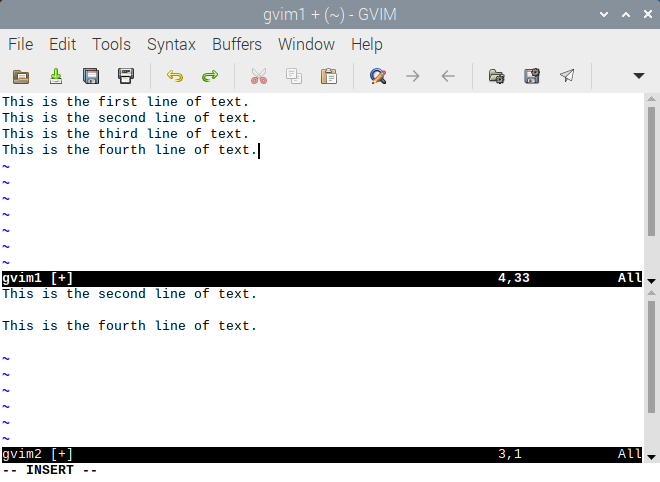 gvim1 + (~) - GVIM
File Edit Tools Syntax Buffers Window Help
This is the first line of text.
This is the second line of text.
This is the third line of text.
This is the fourth line of text.
~
~
~
~
~
~
~
gvim1 [+] 4,33 All
This is the second line of text.

This is the fourth line of text.

~
~
~
~
~
~
gvim2 [+] 3,1 All
-- INSERT --